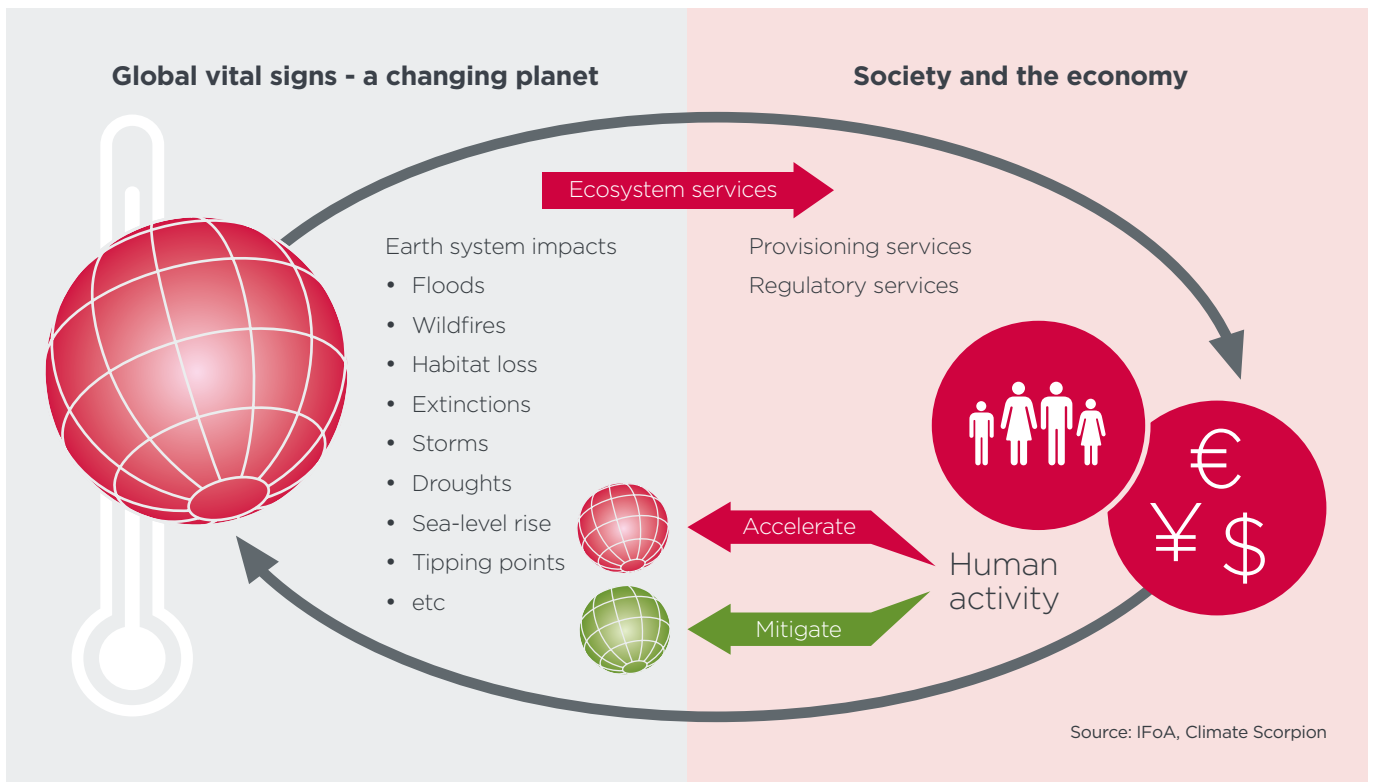 Global vital signs - a changing planet
Society and the economy
Ecosystem services
Earth system impacts
• Floods
• Wildfires
• Habitat loss
• Extinctions
• Storms
• Droughts
• Sea-level rise
• Tipping points
• etc
Provisioning services
Regulatory services
€
¥
$
Accelerate
Mitigate
Human
activity
Source: IFoA, Climate Scorpion